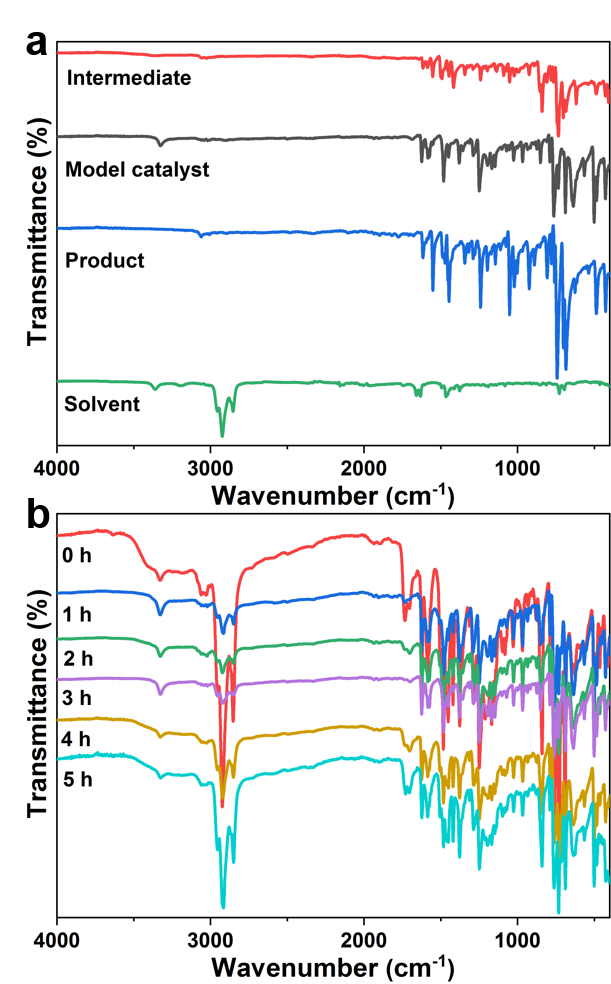 a
Intermediate
Model catalyst
Product
Solvent
Transmittance (%)
4000 3000 2000 1000
Wavenumber (cm-1)
b
0 h
1 h
2 h
3 h
4 h
5 h
Transmittance (%)
4000 3000 2000 1000
Wavenumber (cm-1)